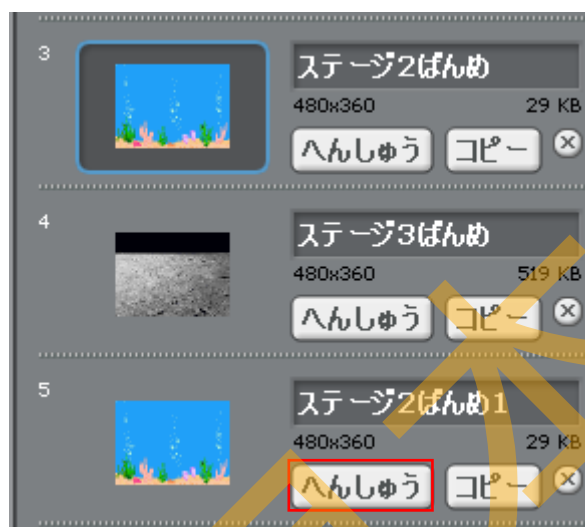 3
ステージ2ばんめ
480x360 29 KB
へんしゅう コピー
4
ステージ3ばんめ
480x360 519 KB
へんしゅう コピー
5
ステージ2ばんめ1
480x360 29 KB
へんしゅう コピー